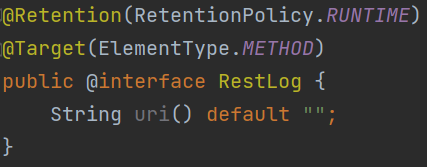 @Retention(RetentionPolicy.RUNTIME)
@Target(ElementType.METHOD)
public @interface RestLog {
    String uri() default "";
}